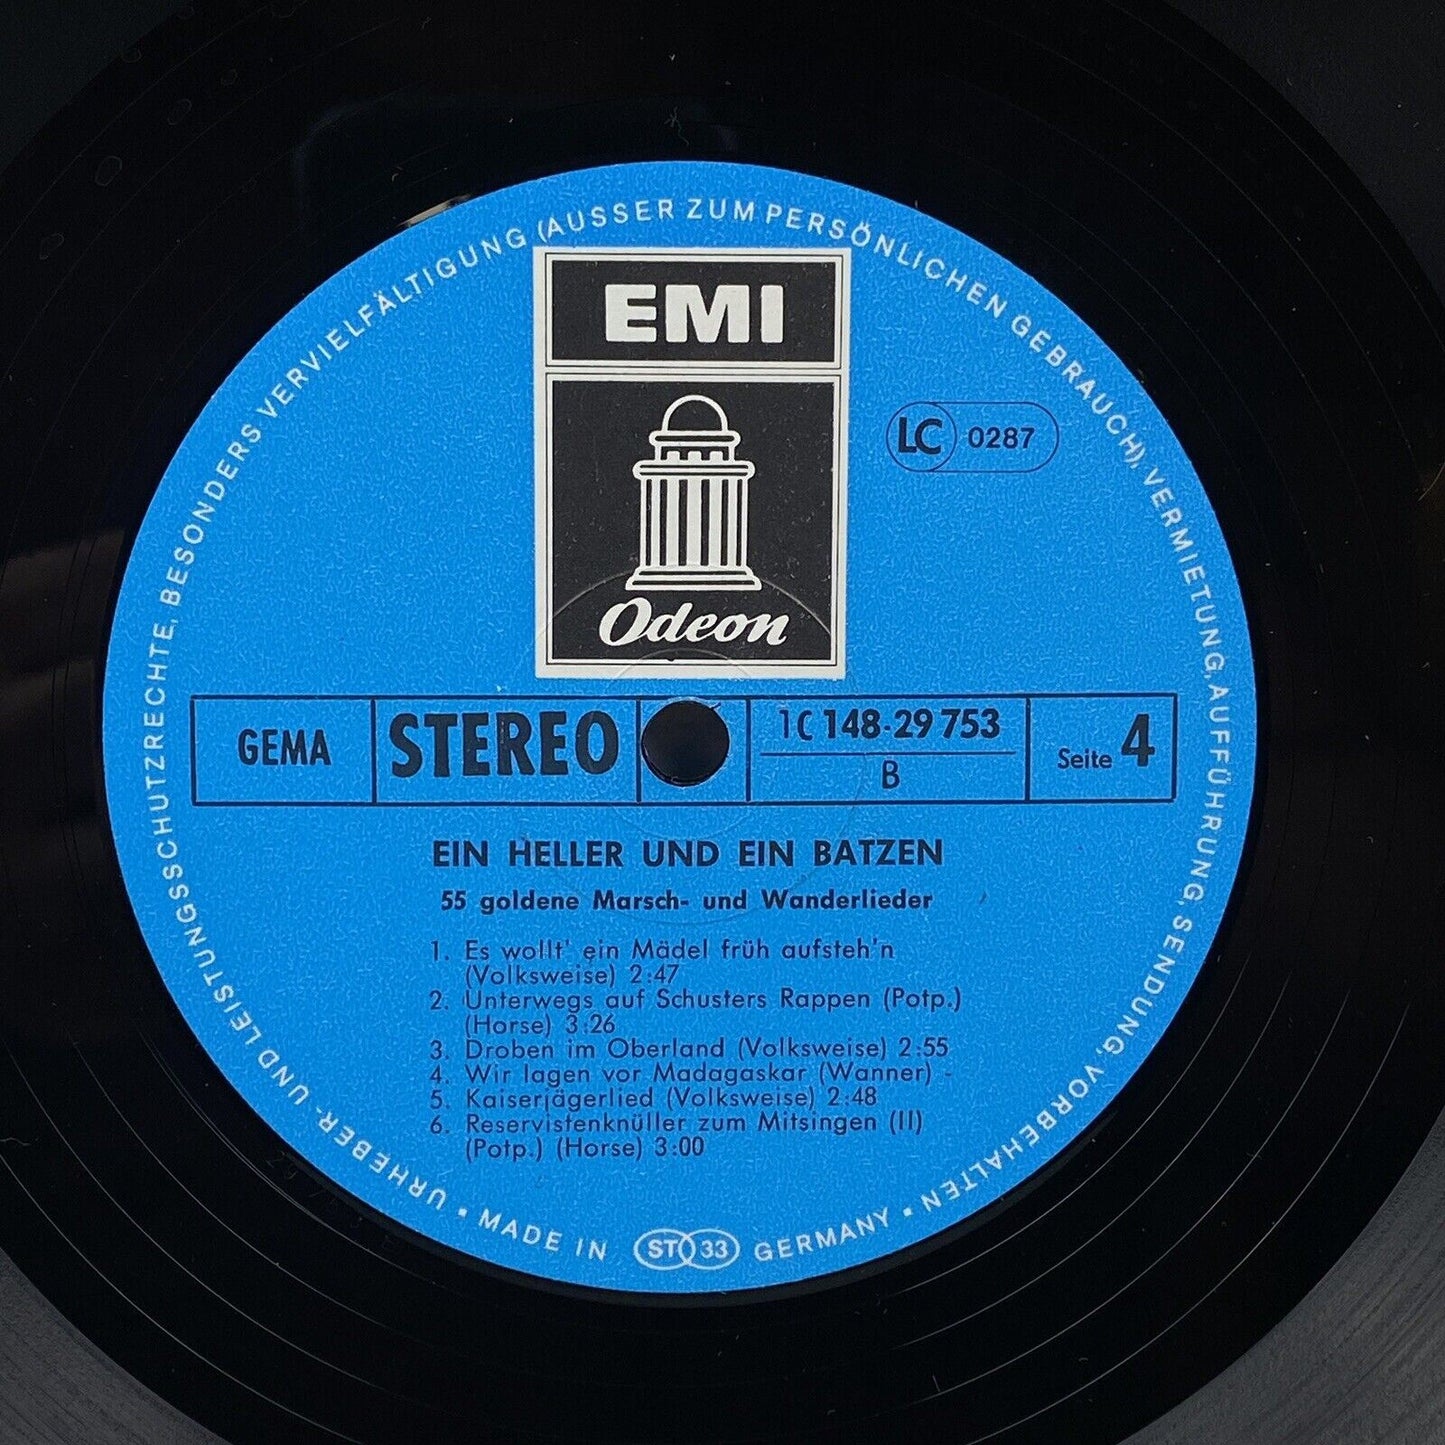 URHEBER- UND LEISTUNGSSCHUTZRECHTE, BESONDERS VERVIELFÄLTIGUNG (AUSSER ZUM PERSÖNLICHEN GEBRAUCH), VERMIETUNG, AUFFÜHRUNG, SENDUNG, VORBEHALTEN •
EMI
LC 0287
Odeon
GEMA STEREO 1C 148-29 753 Seite 4
B
EIN HELLER UND EIN BATZEN
55 goldene Marsch- und Wanderlieder
1. Es wollt' ein Mädel früh aufsteh'n
(Volksweise) 2:47
2. Unterwegs auf Schusters Rappen (Potp.)
(Horse) 3:26
3. Droben im Oberland (Volksweise) 2:55
4. Wir lagen vor Madagaskar (Wanner) -
5. Kaiserjägerlied (Volksweise) 2:48
6. Reservistenknüller zum Mitsingen (II)
(Potp.) (Horse) 3:00
• MADE IN ST 33 GERMANY